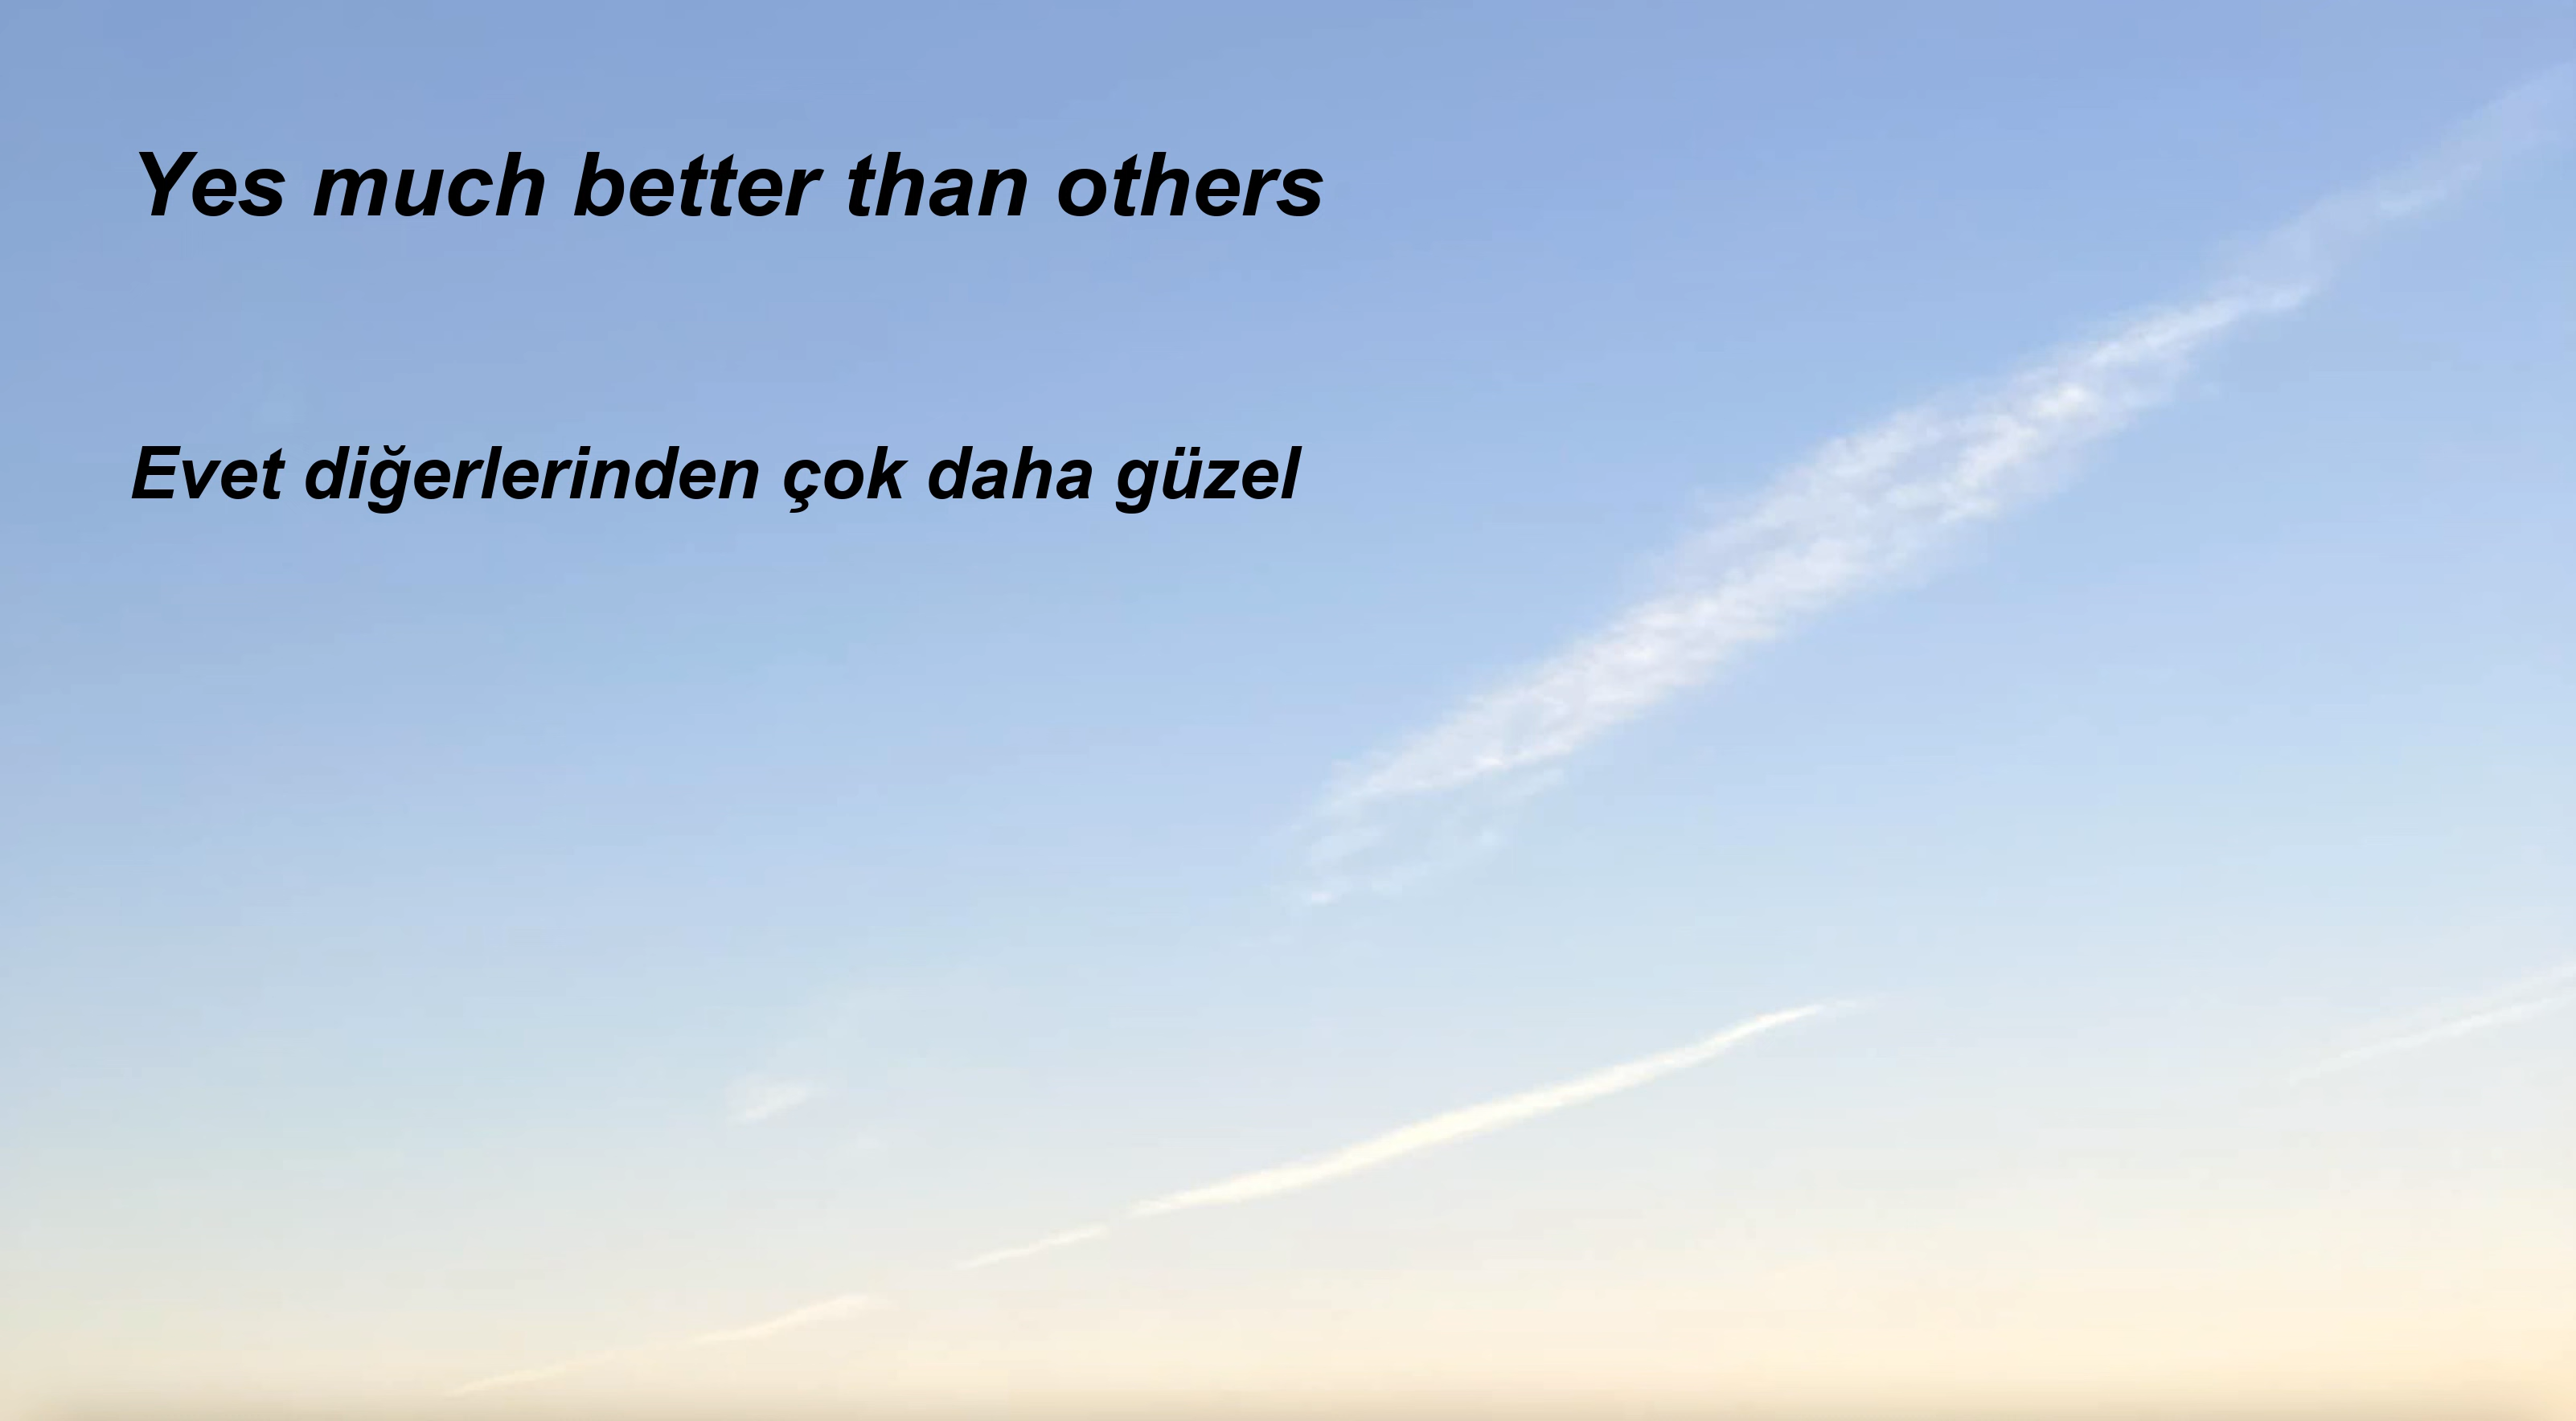 Yes much better than others
Evet diğerlerinden çok daha güzel